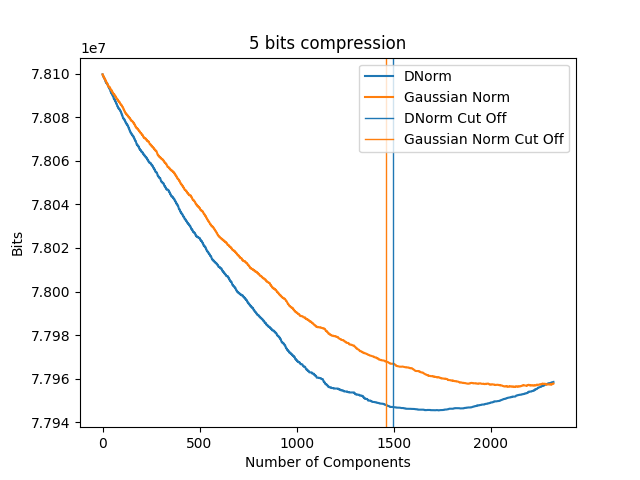 5 bits compression
1e7
7.810
7.808
7.806
7.804
7.802
7.800
7.798
7.796
7.794
Bits
0
500
1000
1500
2000
Number of Components
DNorm
Gaussian Norm
DNorm Cut Off
Gaussian Norm Cut Off